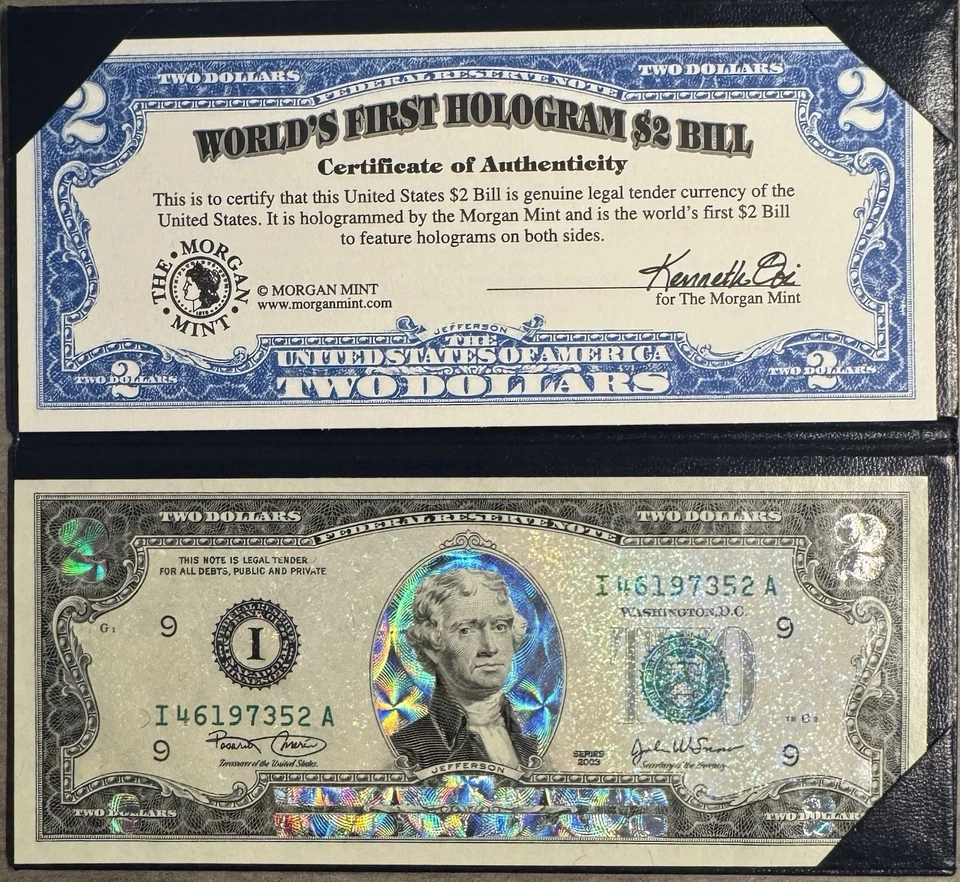 TWO DOLLARS
TWO DOLLARS
2
2
FEDERAL RESERVE NOTE
WORLD'S FIRST HOLOGRAM $2 BILL
Certificate of Authenticity
This is to certify that this United States $2 Bill is genuine legal tender currency of the
United States. It is hologrammed by the Morgan Mint and is the world's first $2 Bill
to feature holograms on both sides.
THE • MORGAN • MINT •
© MORGAN MINT
www.morganmint.com
for The Morgan Mint
JEFFERSON
THE
UNITED STATES OF AMERICA
TWO DOLLARS
TWO DOLLARS
2
TWO DOLLARS
2
TWO DOLLARS
TWO DOLLARS
FEDERAL RESERVE NOTE
2
2
THIS NOTE IS LEGAL TENDER
FOR ALL DEBTS, PUBLIC AND PRIVATE
I 46197352 A
WASHINGTON, D.C.
G1
9
I
TWO
9
I 46197352 A
9
Treasurer of the United States.
SERIES
2003
Secretary of the Treasury.
9
JEFFERSON
TWO DOLLARS
TWO DOLLARS